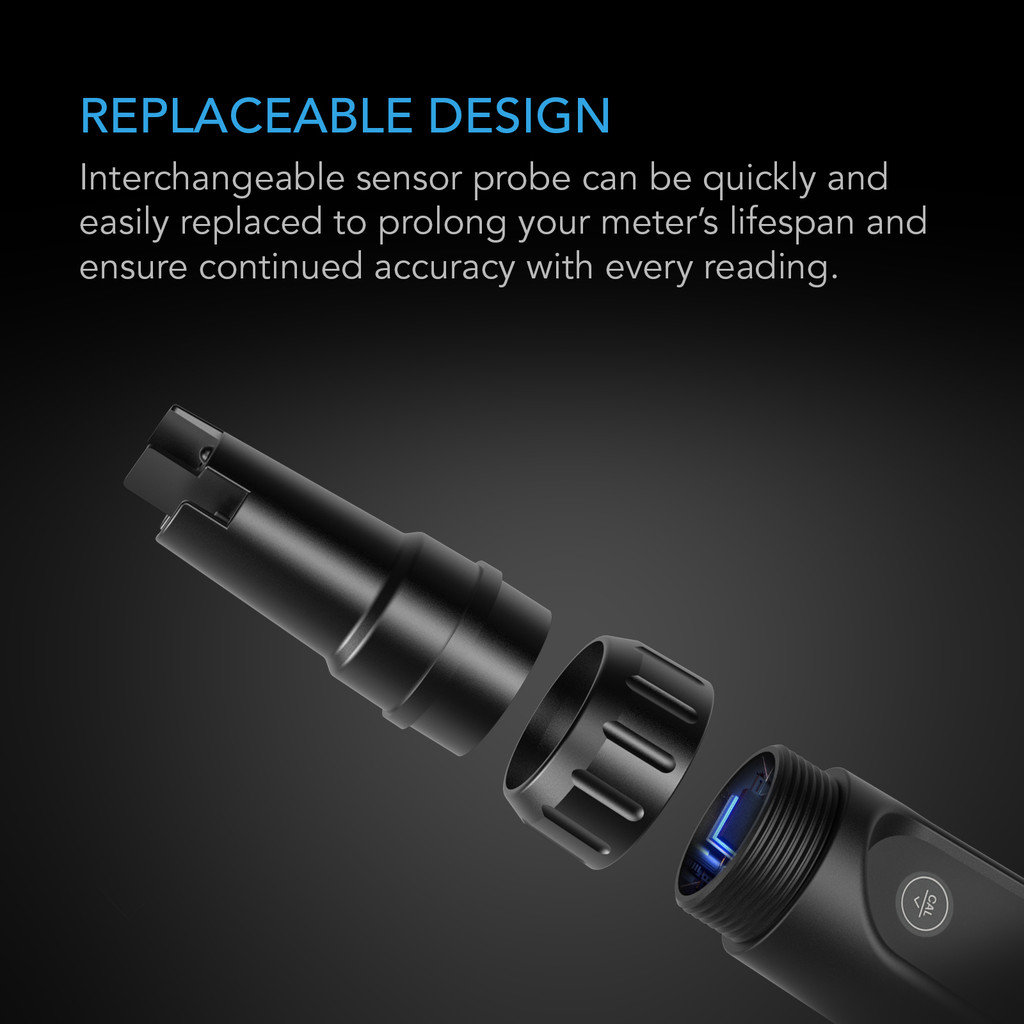 REPLACEABLE DESIGN
Interchangeable sensor probe can be quickly and
easily replaced to prolong your meter’s lifespan and
ensure continued accuracy with every reading.
CAL